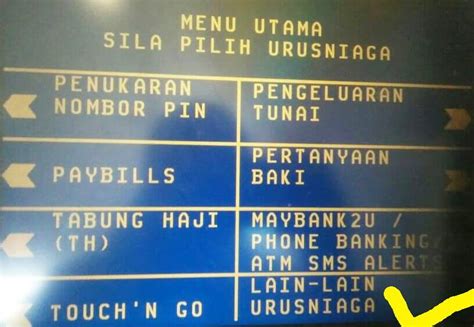 MENU UTAMA
SILA PILIH URUSNIAGA
PENUKARAN
NOMBOR PIN
PENGELUARAN
TUNAI
PAYBILLS
PERTANYAAN
BAKI
TABUNG HAJI
(TH)
MAYBANK2U /
PHONE BANKING/
ATM SMS ALERTS
TOUCH'N GO
LAIN-LAIN
URUSNIAGA